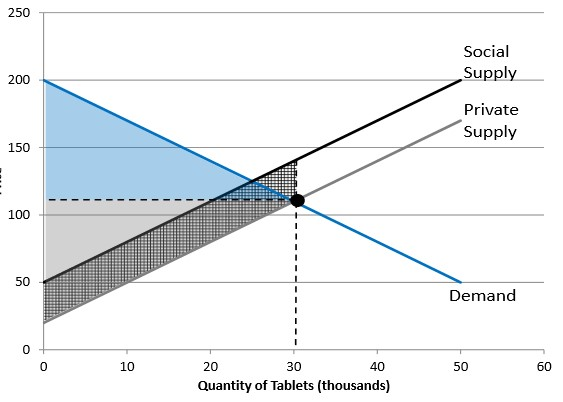 250
200
150
100
50
0
Social
Supply
Private
Supply
Demand
0 10 20 30 40 50 60
Quantity of Tablets (thousands)